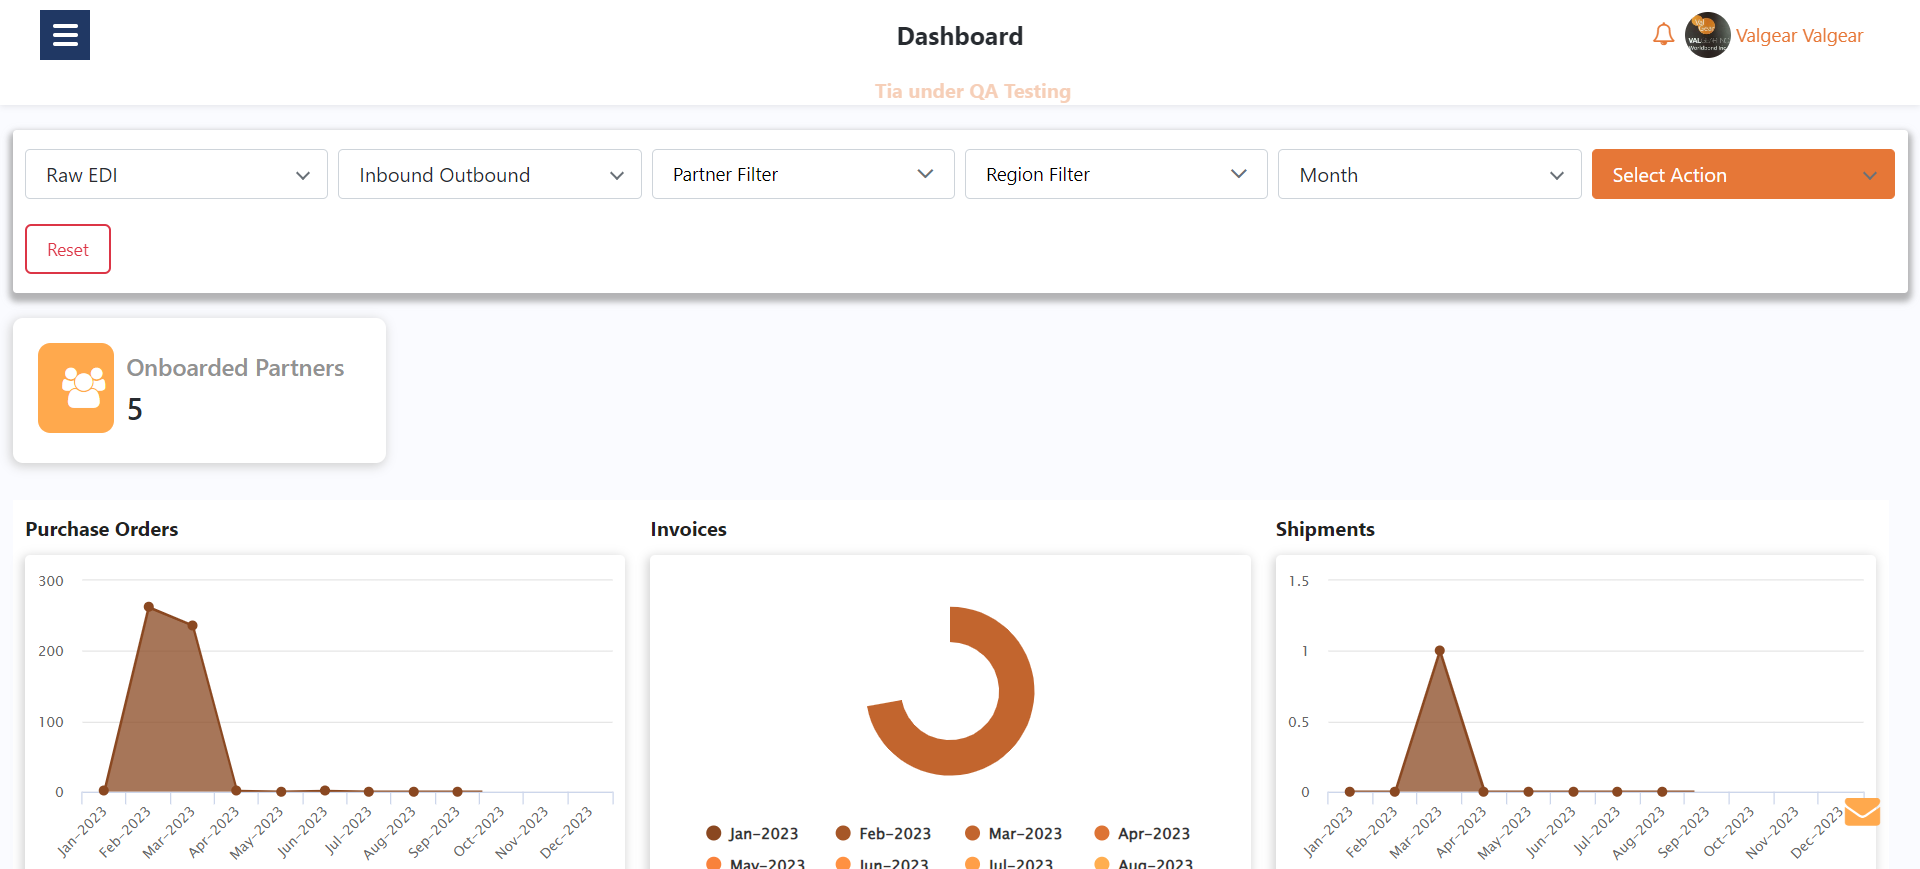 Dashboard
Valgear Valgear
Tia under QA Testing
Raw EDI
Inbound Outbound
Partner Filter
Region Filter
Month
Select Action
Reset
Onboarded Partners
5
Purchase Orders
300
200
100
0
Jan-2023
Feb-2023
Mar-2023
Apr-2023
May-2023
Jun-2023
Jul-2023
Aug-2023
Sep-2023
Oct-2023
Nov-2023
Dec-2023
Invoices
Jan-2023
Feb-2023
Mar-2023
Apr-2023
May-2023
Jun-2023
Jul-2023
Aug-2023
Shipments
1.5
1
0.5
0
Jan-2023
Feb-2023
Mar-2023
Apr-2023
May-2023
Jun-2023
Jul-2023
Aug-2023
Sep-2023
Oct-2023
Nov-2023
Dec-2023